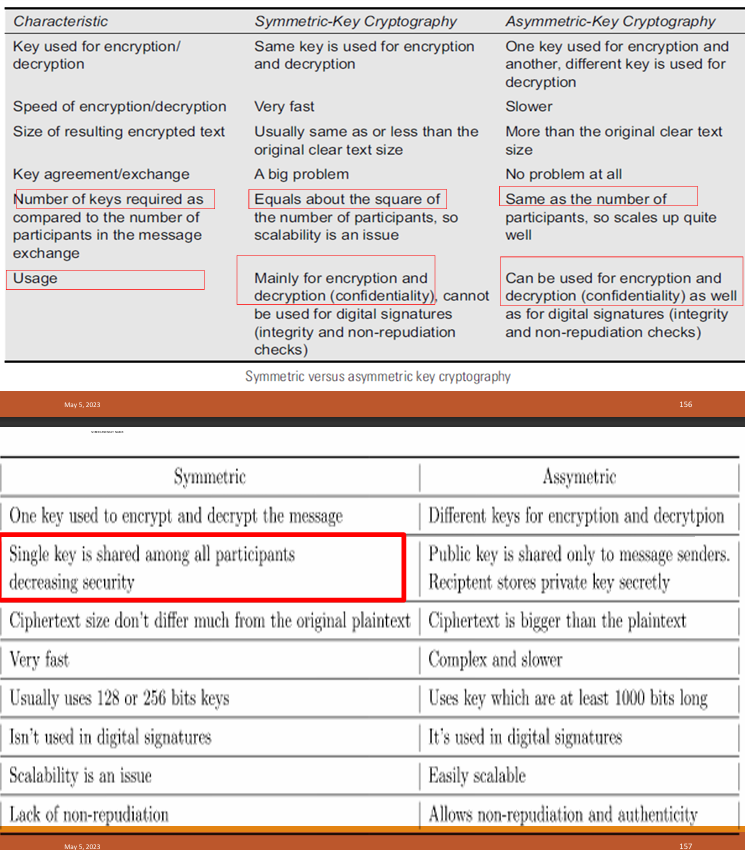 Characteristic Symmetric-Key Cryptography Asymmetric-Key Cryptography
Key used for encryption/ Same key is used for encryption One key used for encryption and
decryption and decryption another, different key is used for
decryption
Speed of encryption/decryption Very fast Slower
Size of resulting encrypted text Usually same as or less than the More than the original clear text
original clear text size size
Key agreement/exchange A big problem No problem at all
Number of keys required as Equals about the square of Same as the number of
compared to the number of the number of participants, so participants, so scales up quite
participants in the message scalability is an issue well
exchange
Usage Mainly for encryption and Can be used for encryption and
decryption (confidentiality), cannot decryption (confidentiality) as well
be used for digital signatures as for digital signatures (integrity
(integrity and non-repudiation and non-repudiation checks)
checks)
Symmetric versus asymmetric key cryptography
May 5, 2023 156
Symmetric Assymetric
One key used to encrypt and decrypt the message Different keys for encryption and decrytpion
Single key is shared among all participants Public key is shared only to message senders.
decreasing security Reciptent stores private key secretly
Ciphertext size don't differ much from the original plaintext Ciphertext is bigger than the plaintext
Very fast Complex and slower
Usually uses 128 or 256 bits keys Uses key which are at least 1000 bits long
Isn't used in digital signatures It's used in digital signatures
Scalability is an issue Easily scalable
Lack of non-repudiation Allows non-repudiation and authenticity
May 5, 2023 157